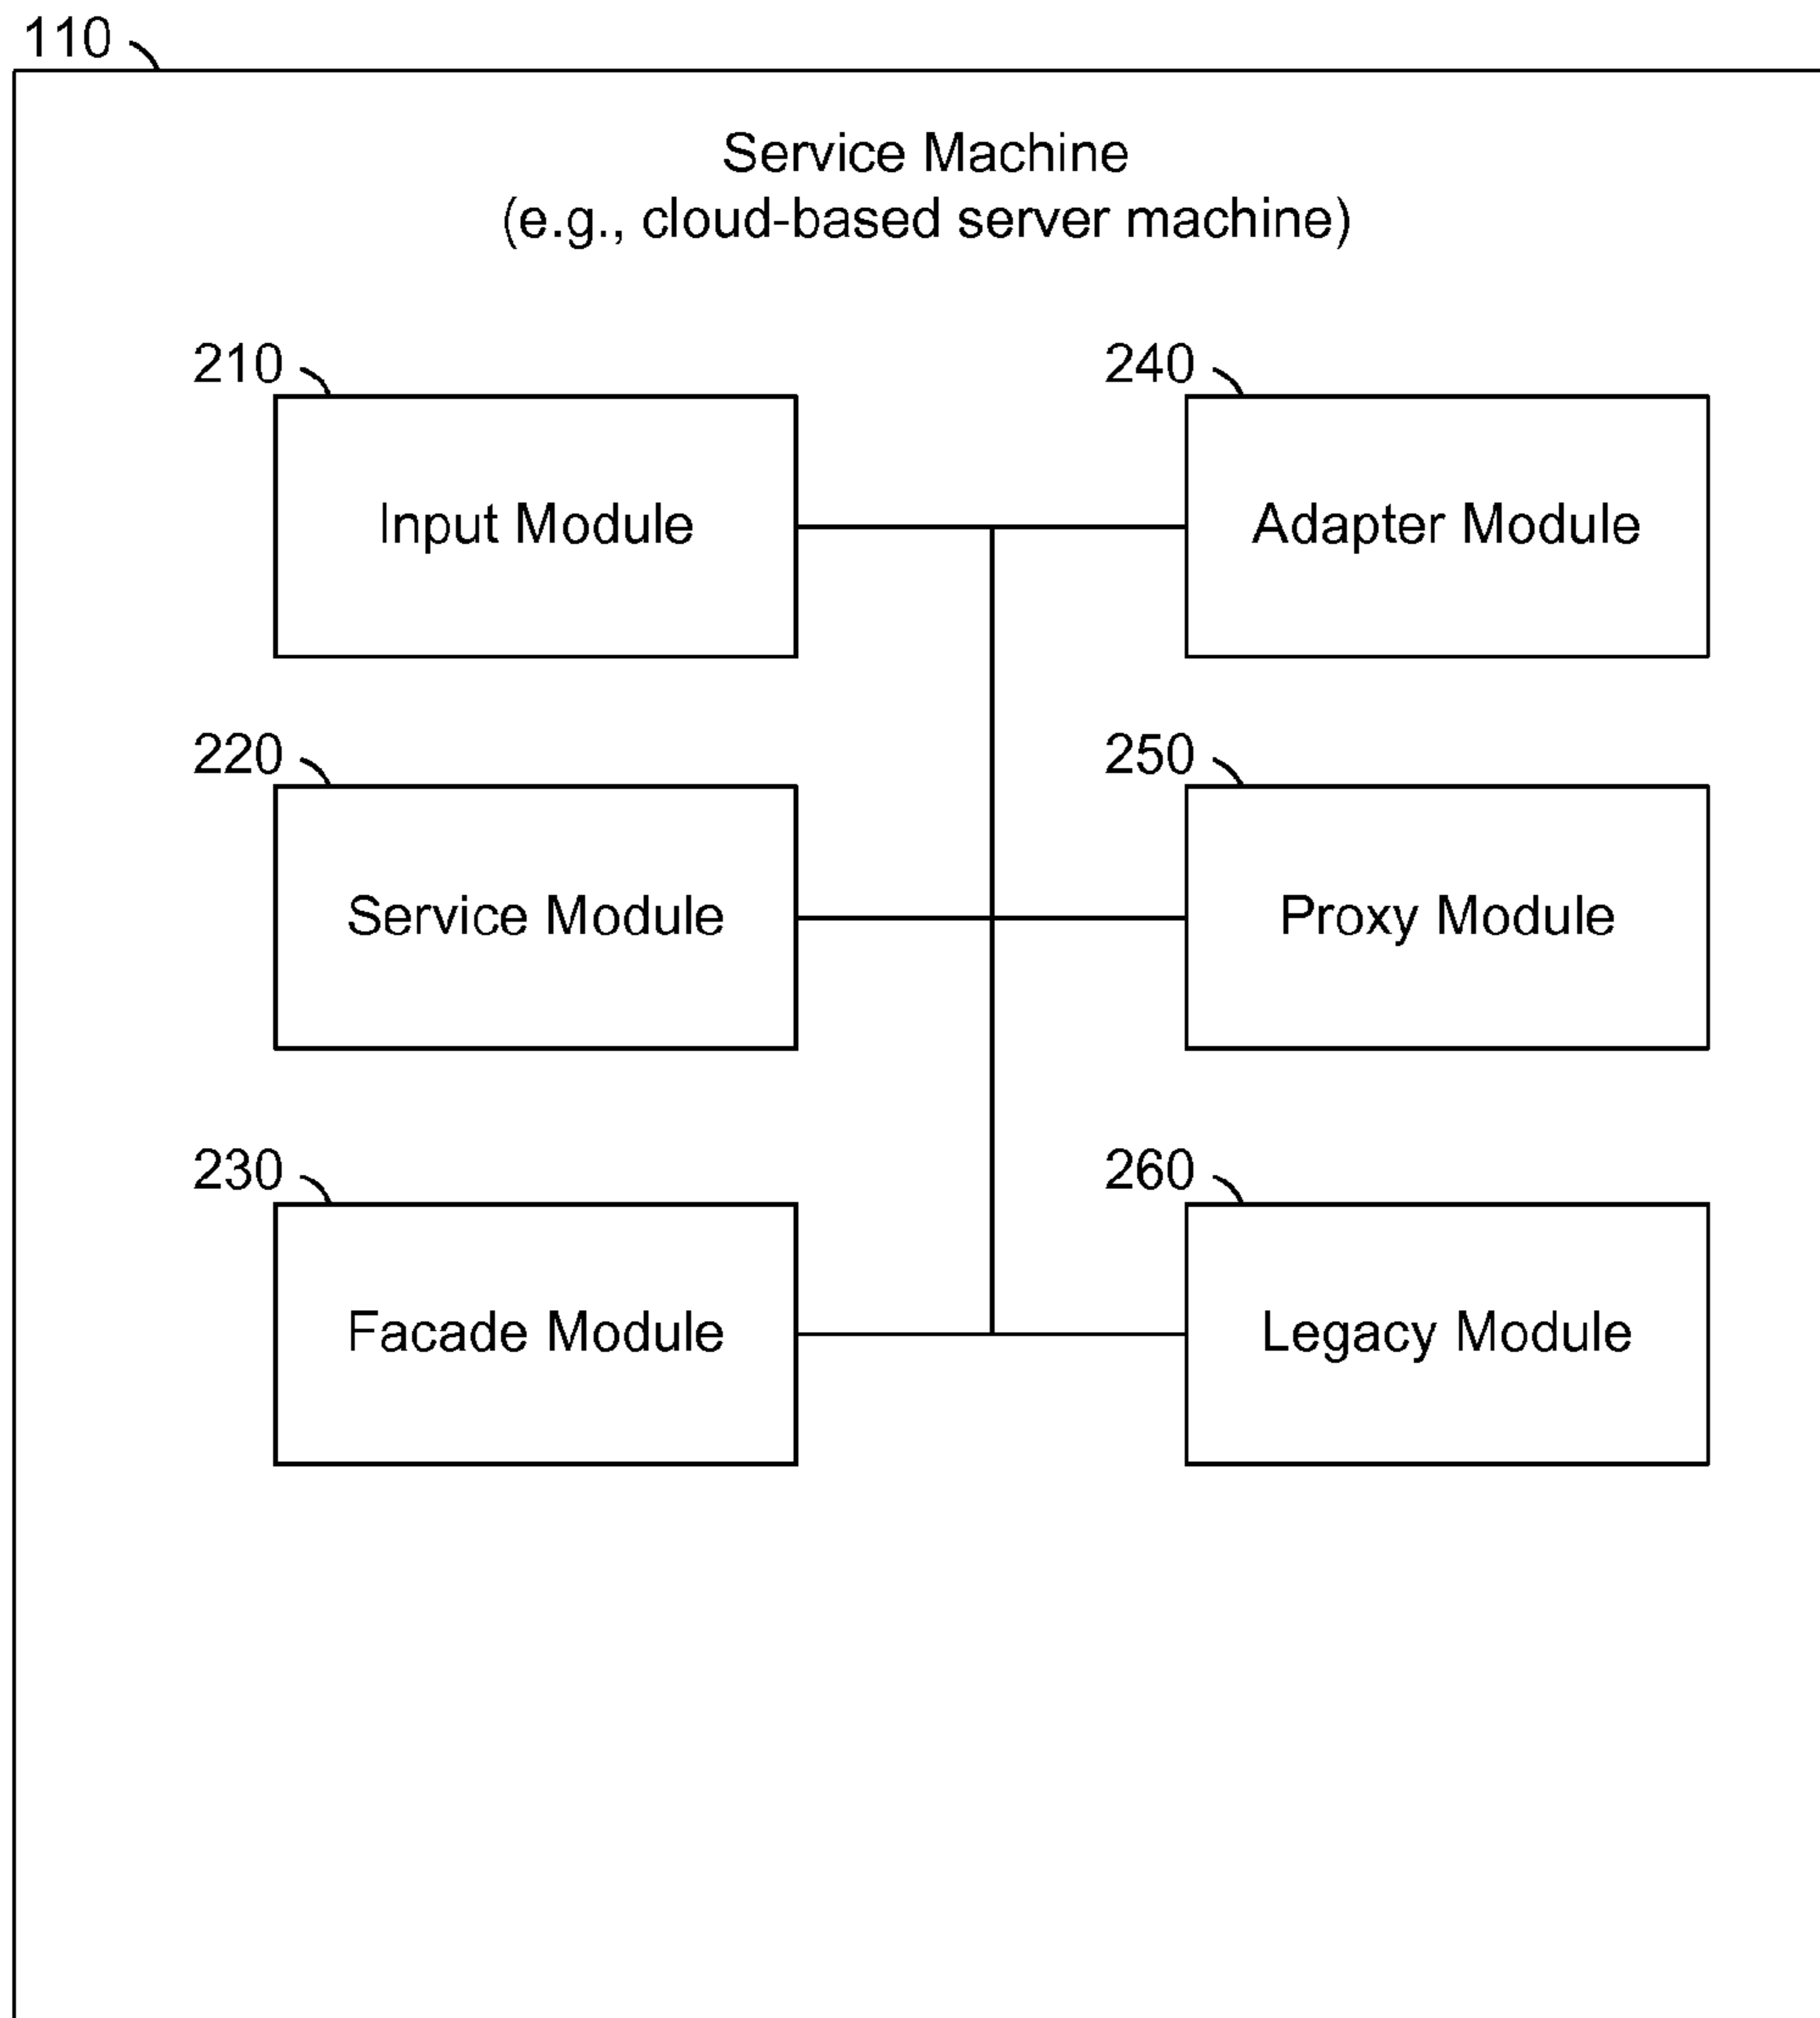 110
Service Machine
(e.g., cloud-based server machine)
210
240
Input Module
Adapter Module
220
250
Service Module
Proxy Module
230
260
Facade Module
Legacy Module